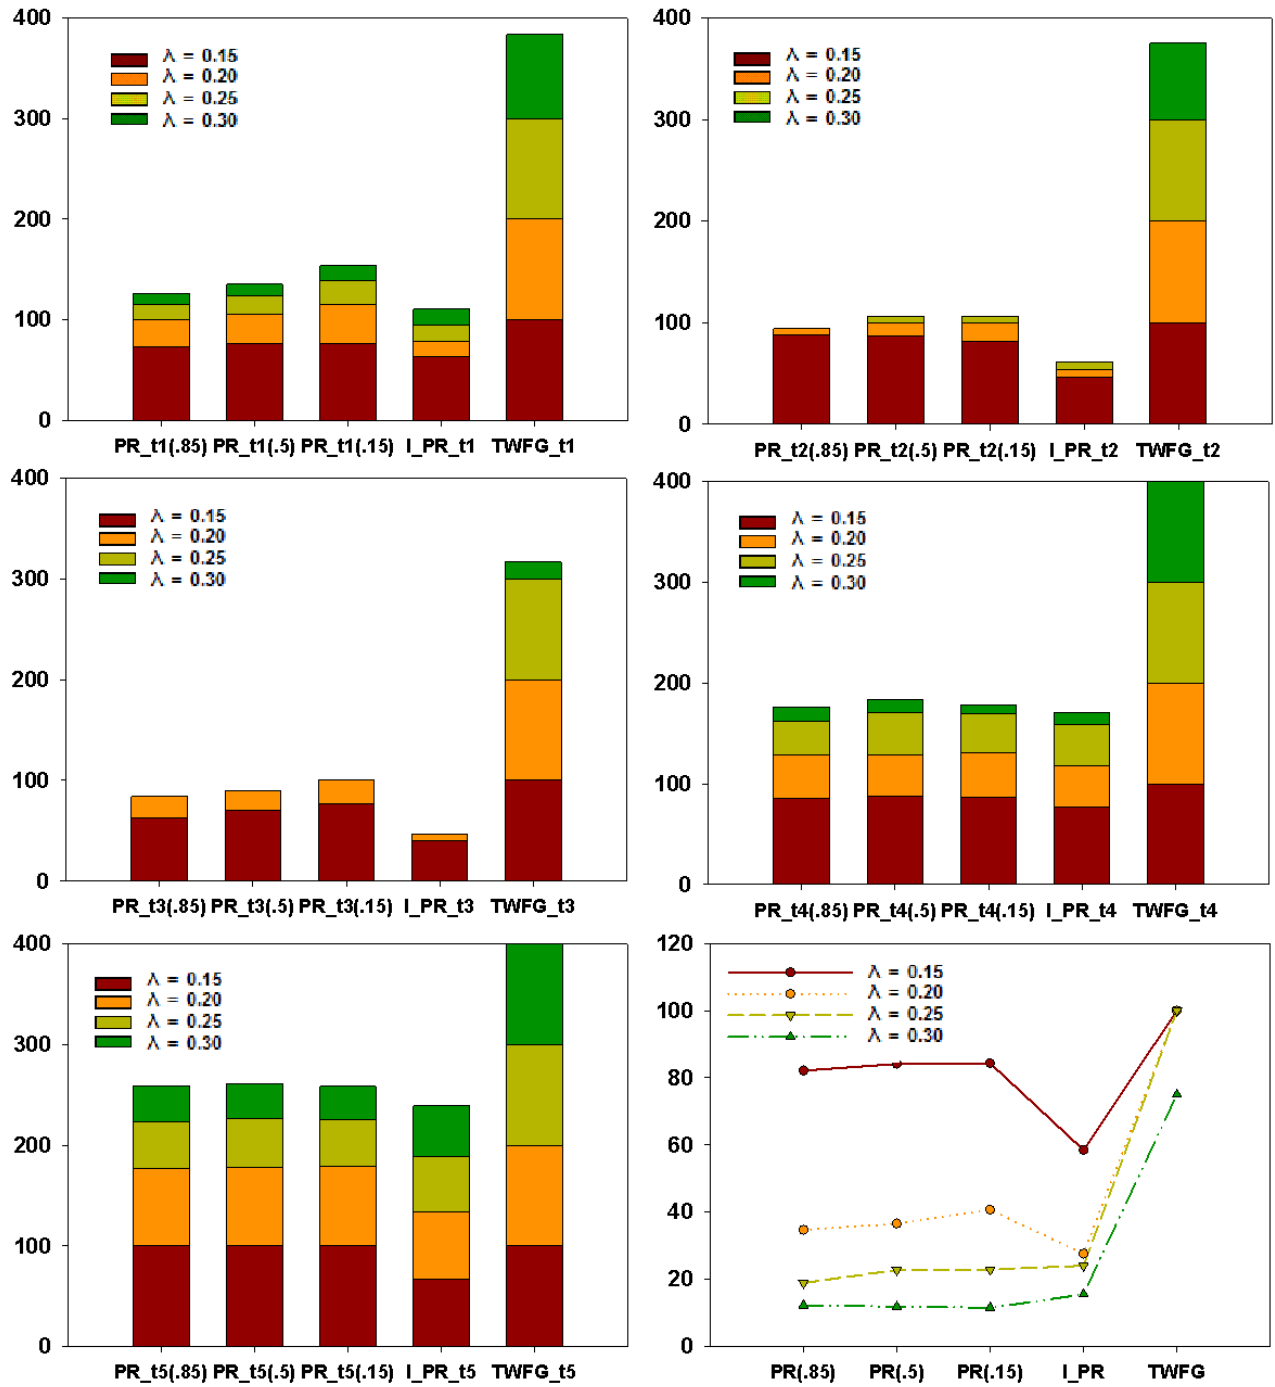 400
300
200
100
0
λ = 0.15
λ = 0.20
λ = 0.25
λ = 0.30
PR_t1(.85) PR_t1(.5) PR_t1(.15) I_PR_t1 TWFG_t1
400
300
200
100
0
λ = 0.15
λ = 0.20
λ = 0.25
λ = 0.30
PR_t2(.85) PR_t2(.5) PR_t2(.15) I_PR_t2 TWFG_t2
400
300
200
100
0
λ = 0.15
λ = 0.20
λ = 0.25
λ = 0.30
PR_t3(.85) PR_t3(.5) PR_t3(.15) I_PR_t3 TWFG_t3
400
300
200
100
0
λ = 0.15
λ = 0.20
λ = 0.25
λ = 0.30
PR_t4(.85) PR_t4(.5) PR_t4(.15) I_PR_t4 TWFG_t4
400
300
200
100
0
λ = 0.15
λ = 0.20
λ = 0.25
λ = 0.30
PR_t5(.85) PR_t5(.5) PR_t5(.15) I_PR_t5 TWFG_t5
120
100
80
60
40
20
0
λ = 0.15
λ = 0.20
λ = 0.25
λ = 0.30
PR(.85) PR(.5) PR(.15) I_PR TWFG